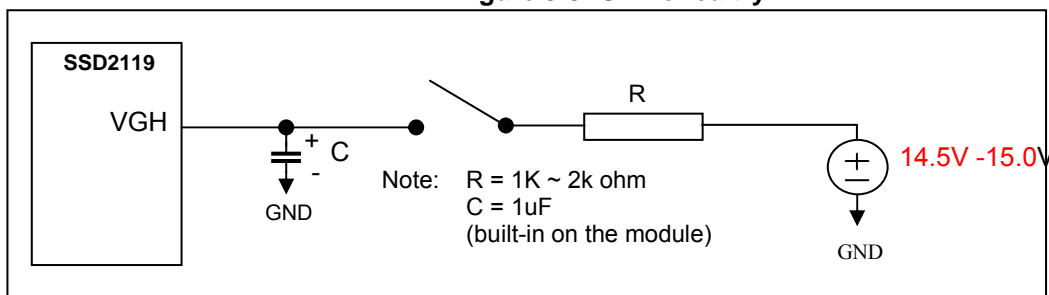 SSD2119
VGH
+
C
-
GND
R
Note: R = 1K ~ 2k ohm
C = 1uF
(built-in on the module)
14.5V -15.0V
GND